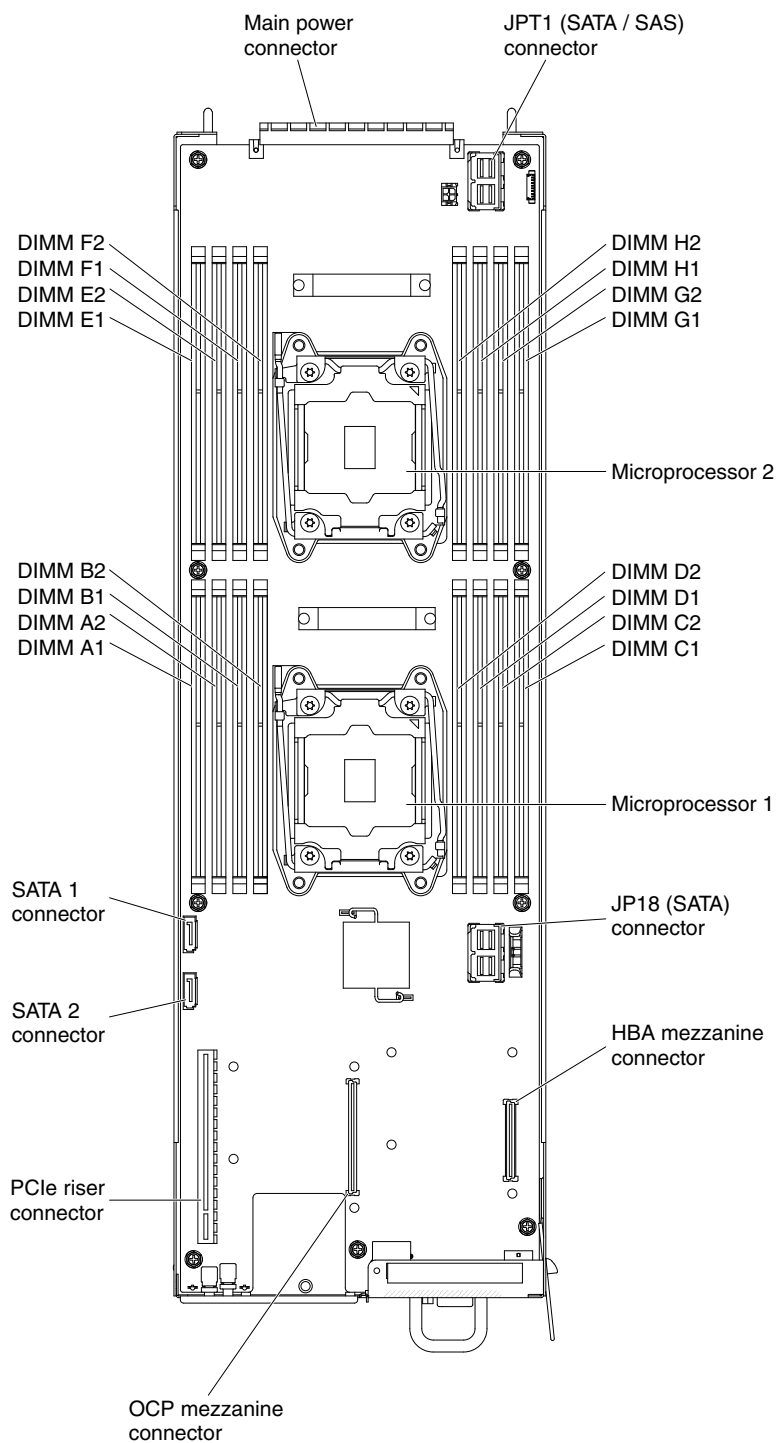 Main power
connector
JPT1 (SATA / SAS)
connector
DIMM F2
DIMM F1
DIMM E2
DIMM E1
DIMM H2
DIMM H1
DIMM G2
DIMM G1
Microprocessor 2
DIMM B2
DIMM B1
DIMM A2
DIMM A1
DIMM D2
DIMM D1
DIMM C2
DIMM C1
Microprocessor 1
SATA 1
connector
JP18 (SATA)
connector
SATA 2
connector
HBA mezzanine
connector
PCIe riser
connector
OCP mezzanine
connector